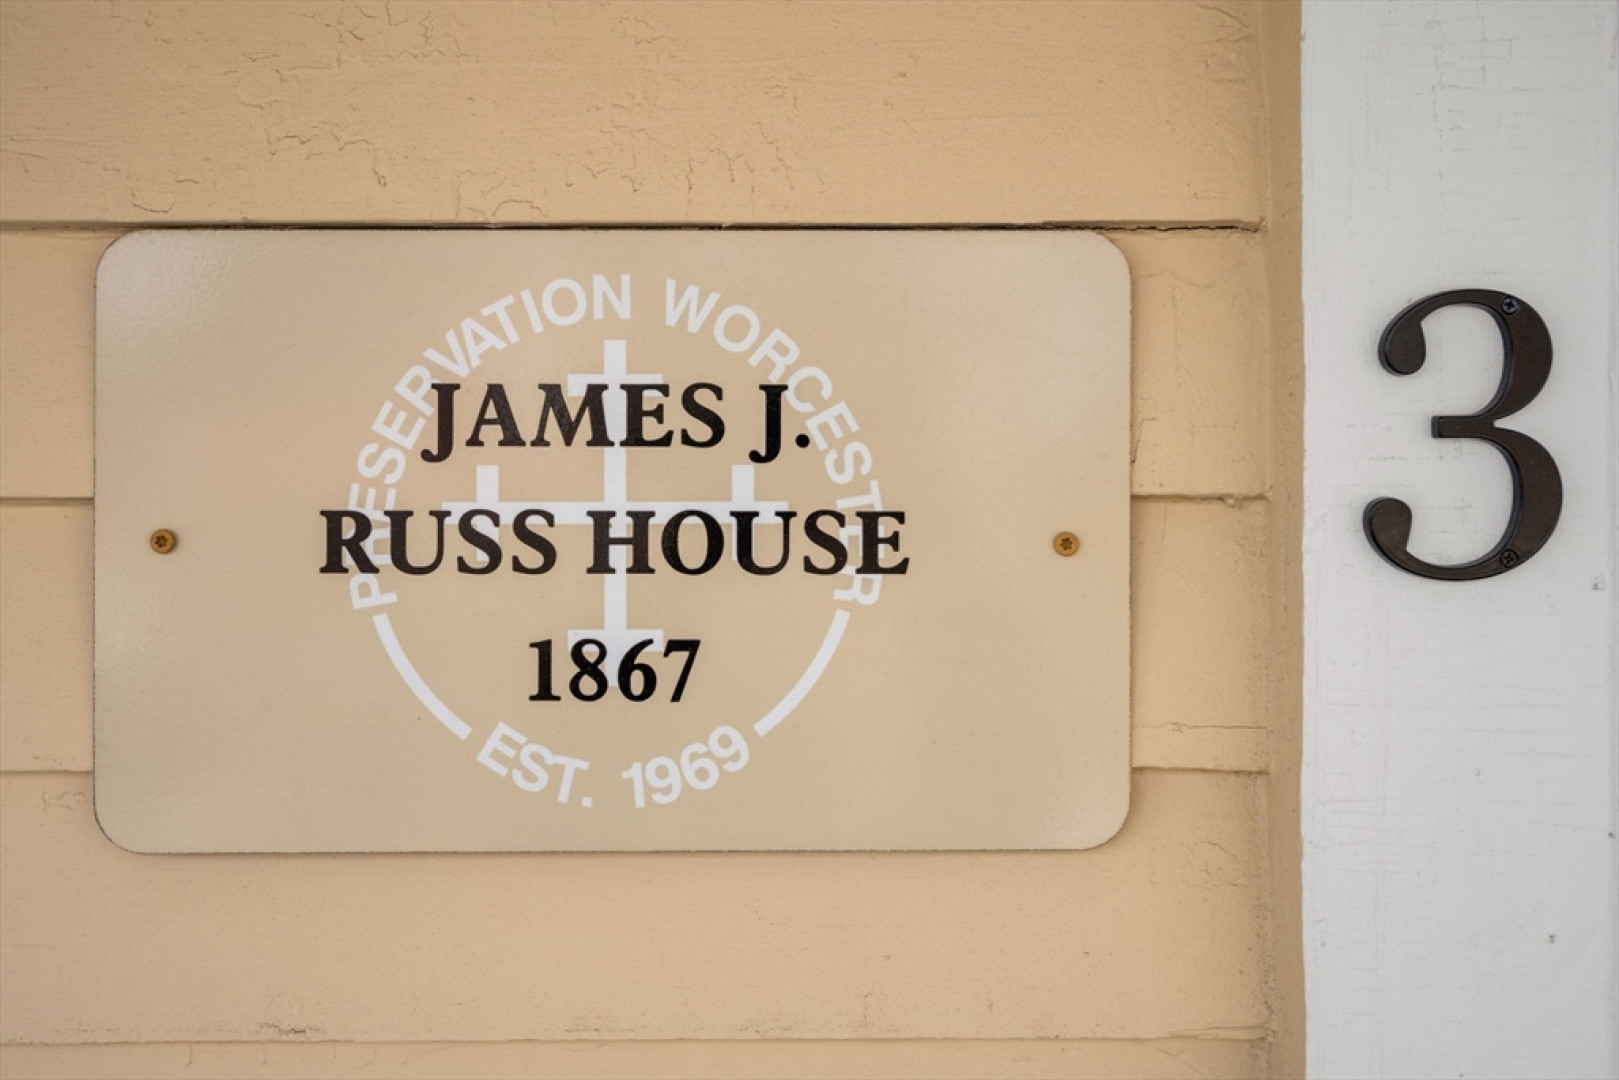 PRESERVATION WORCESTER
JAMES J.
RUSS HOUSE
1867
EST. 1969
3